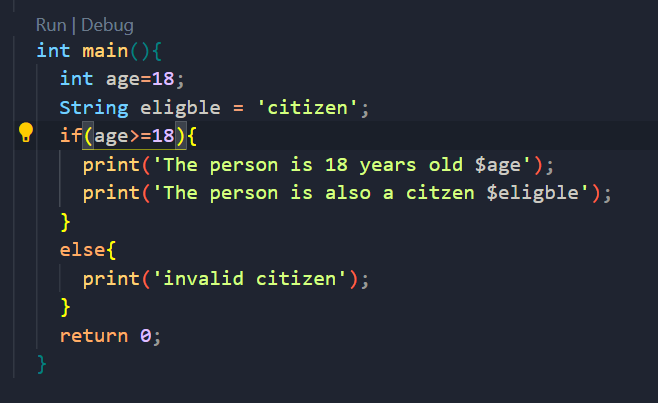 Run | Debug
int main(){
int age=18;
String eligble = 'citizen';
if(age>=18){
print('The person is 18 years old $age');
print('The person is also a citzen $eligble');
}
else{
print('invalid citizen');
}
return 0;
}